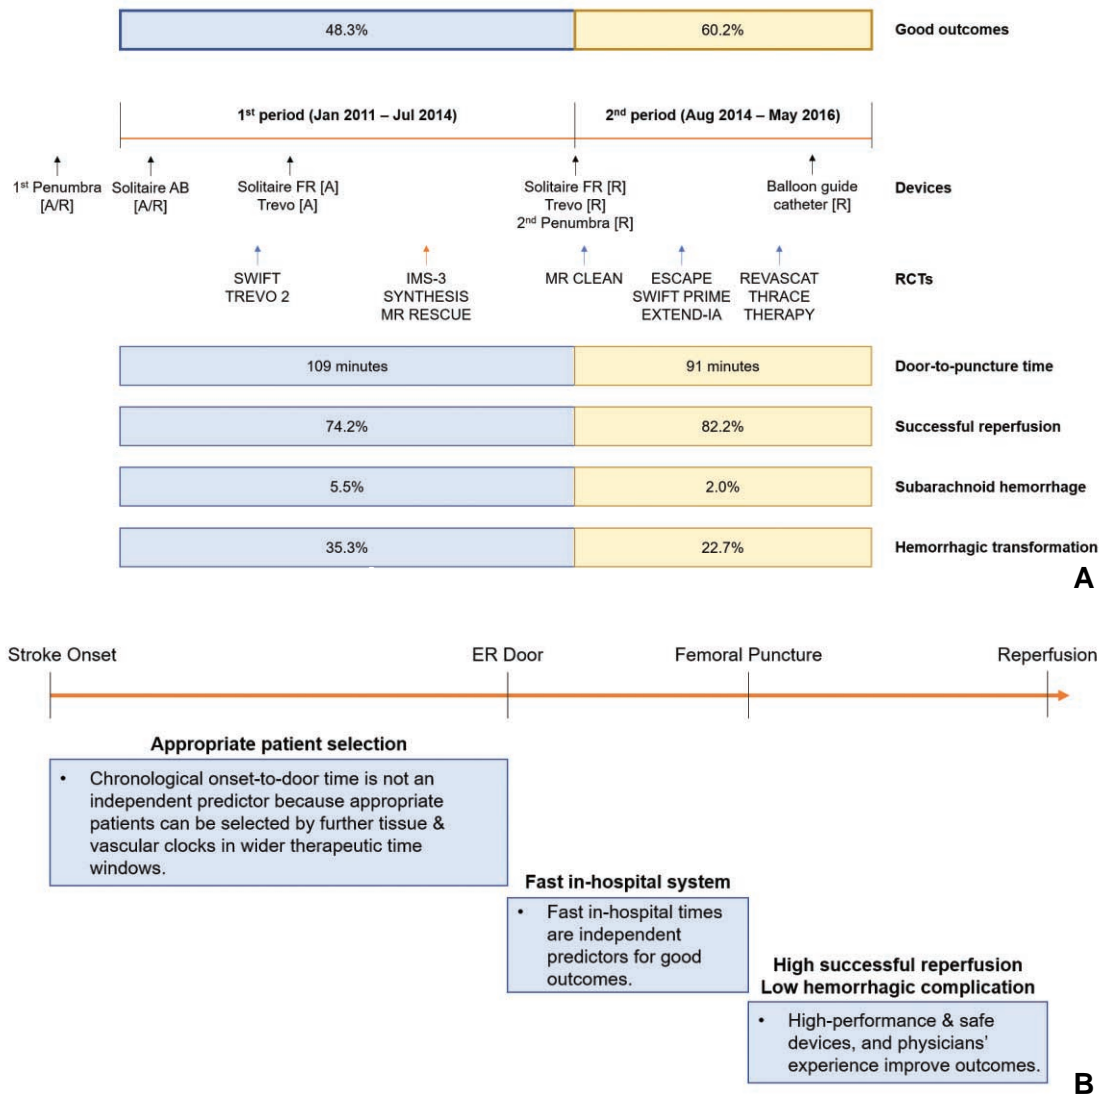 48.3% 60.2% Good outcomes
1st period (Jan 2011 – Jul 2014) 2nd period (Aug 2014 – May 2016)
1st Penumbra
[A/R]
Solitaire AB
[A/R]
Solitaire FR [A]
Trevo [A]
Solitaire FR [R]
Trevo [R]
2nd Penumbra [R]
Balloon guide
catheter [R]
Devices
SWIFT
TREVO 2
IMS-3
SYNTHESIS
MR RESCUE
MR CLEAN
ESCAPE
SWIFT PRIME
EXTEND-IA
REVASCAT
THRACE
THERAPY
RCTs
109 minutes 91 minutes Door-to-puncture time
74.2% 82.2% Successful reperfusion
5.5% 2.0% Subarachnoid hemorrhage
35.3% 22.7% Hemorrhagic transformation
A
Stroke Onset ER Door Femoral Puncture Reperfusion
Appropriate patient selection
• Chronological onset-to-door time is not an
independent predictor because appropriate
patients can be selected by further tissue &
vascular clocks in wider therapeutic time
windows.
Fast in-hospital system
• Fast in-hospital times
are independent
predictors for good
outcomes.
High successful reperfusion
Low hemorrhagic complication
• High-performance & safe
devices, and physicians'
experience improve outcomes.
B